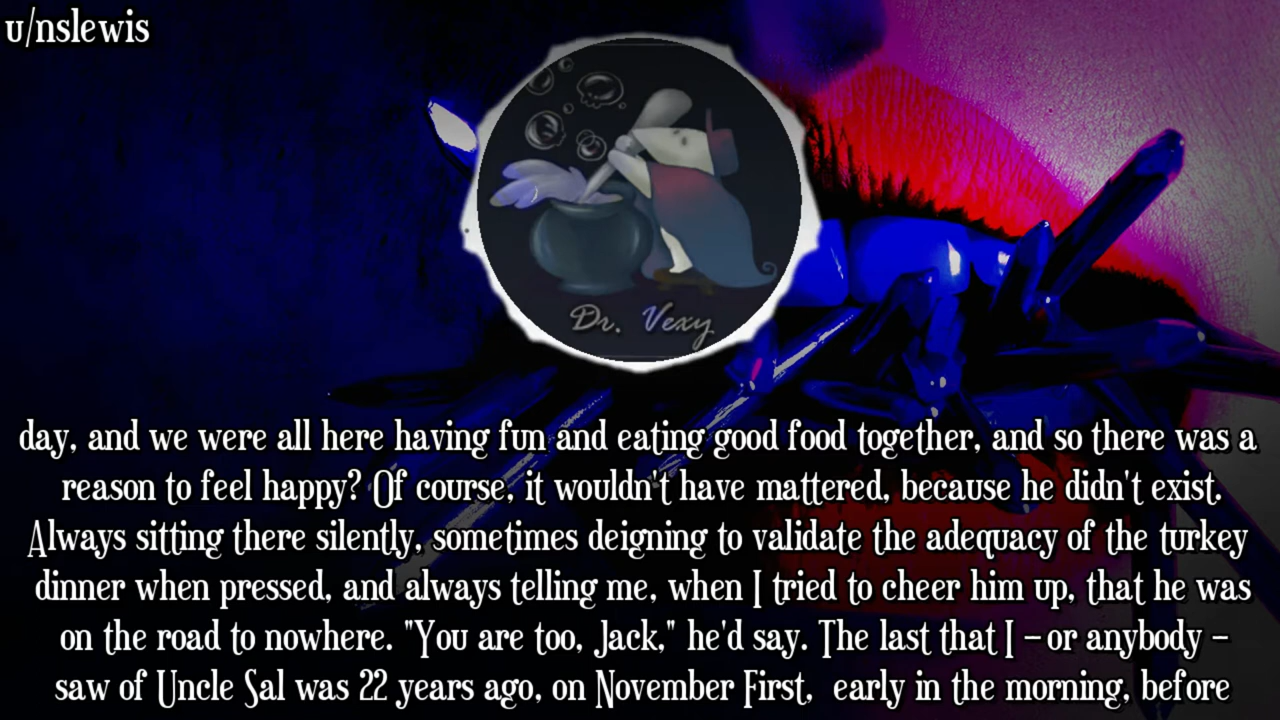 u/nslewis
Dr. Vexy
day, and we were all here having fun and eating good food together, and so there was a
reason to feel happy? Of course, it wouldn't have mattered, because he didn't exist.
Always sitting there silently, sometimes deigning to validate the adequacy of the turkey
dinner when pressed, and always telling me, when I tried to cheer him up, that he was
on the road to nowhere. "You are too, Jack," he'd say. The last that I – or anybody –
saw of Uncle Sal was 22 years ago, on November First,  early in the morning, before